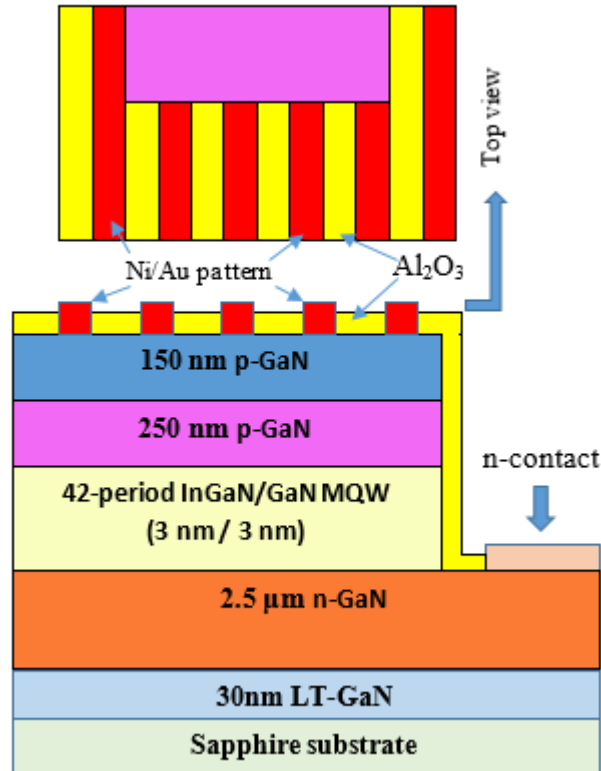 Top view
Ni/Au pattern
Al₂O₃
150 nm p-GaN
250 nm p-GaN
n-contact
42-period InGaN/GaN MQW
(3 nm / 3 nm)
2.5 µm n-GaN
30nm LT-GaN
Sapphire substrate